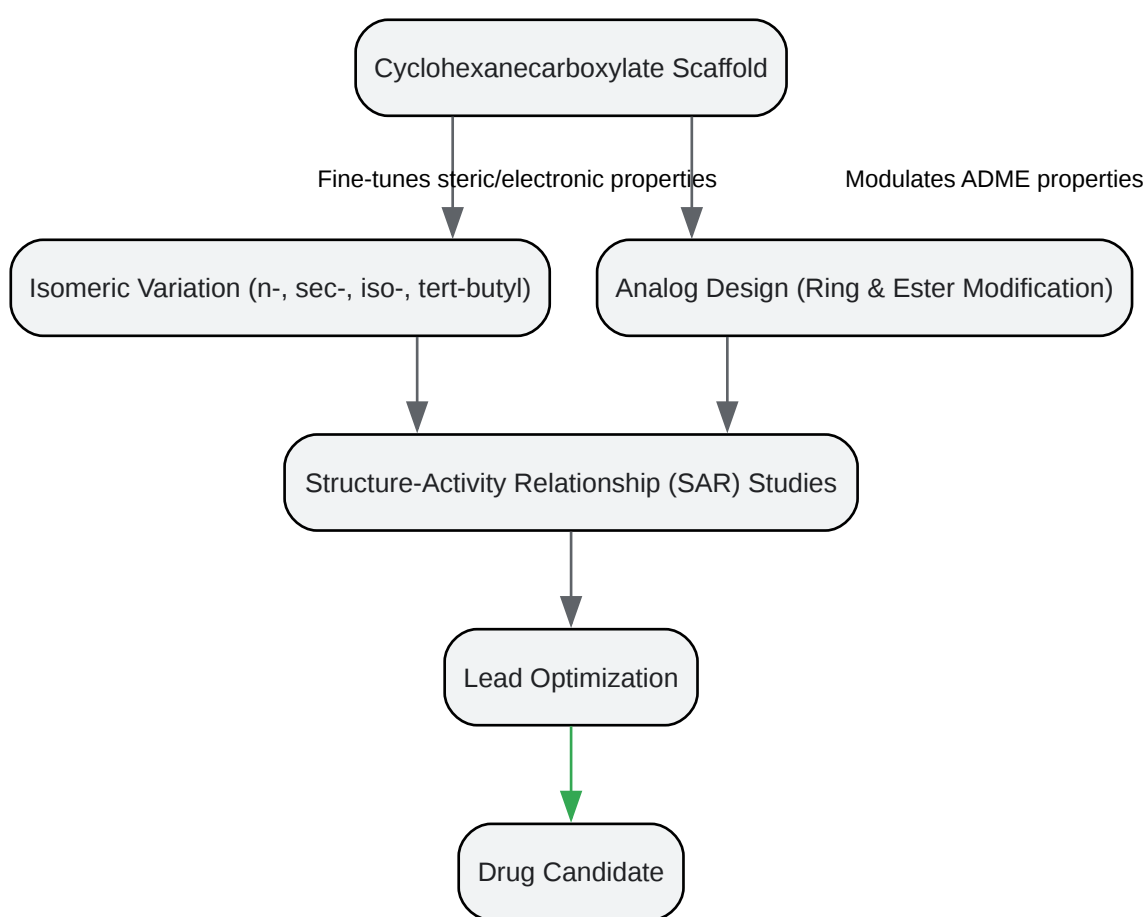 Cyclohexanecarboxylate Scaffold
Fine-tunes steric/electronic properties
Modulates ADME properties
Isomeric Variation (n-, sec-, iso-, tert-butyl)
Analog Design (Ring & Ester Modification)
Structure-Activity Relationship (SAR) Studies
Lead Optimization
Drug Candidate